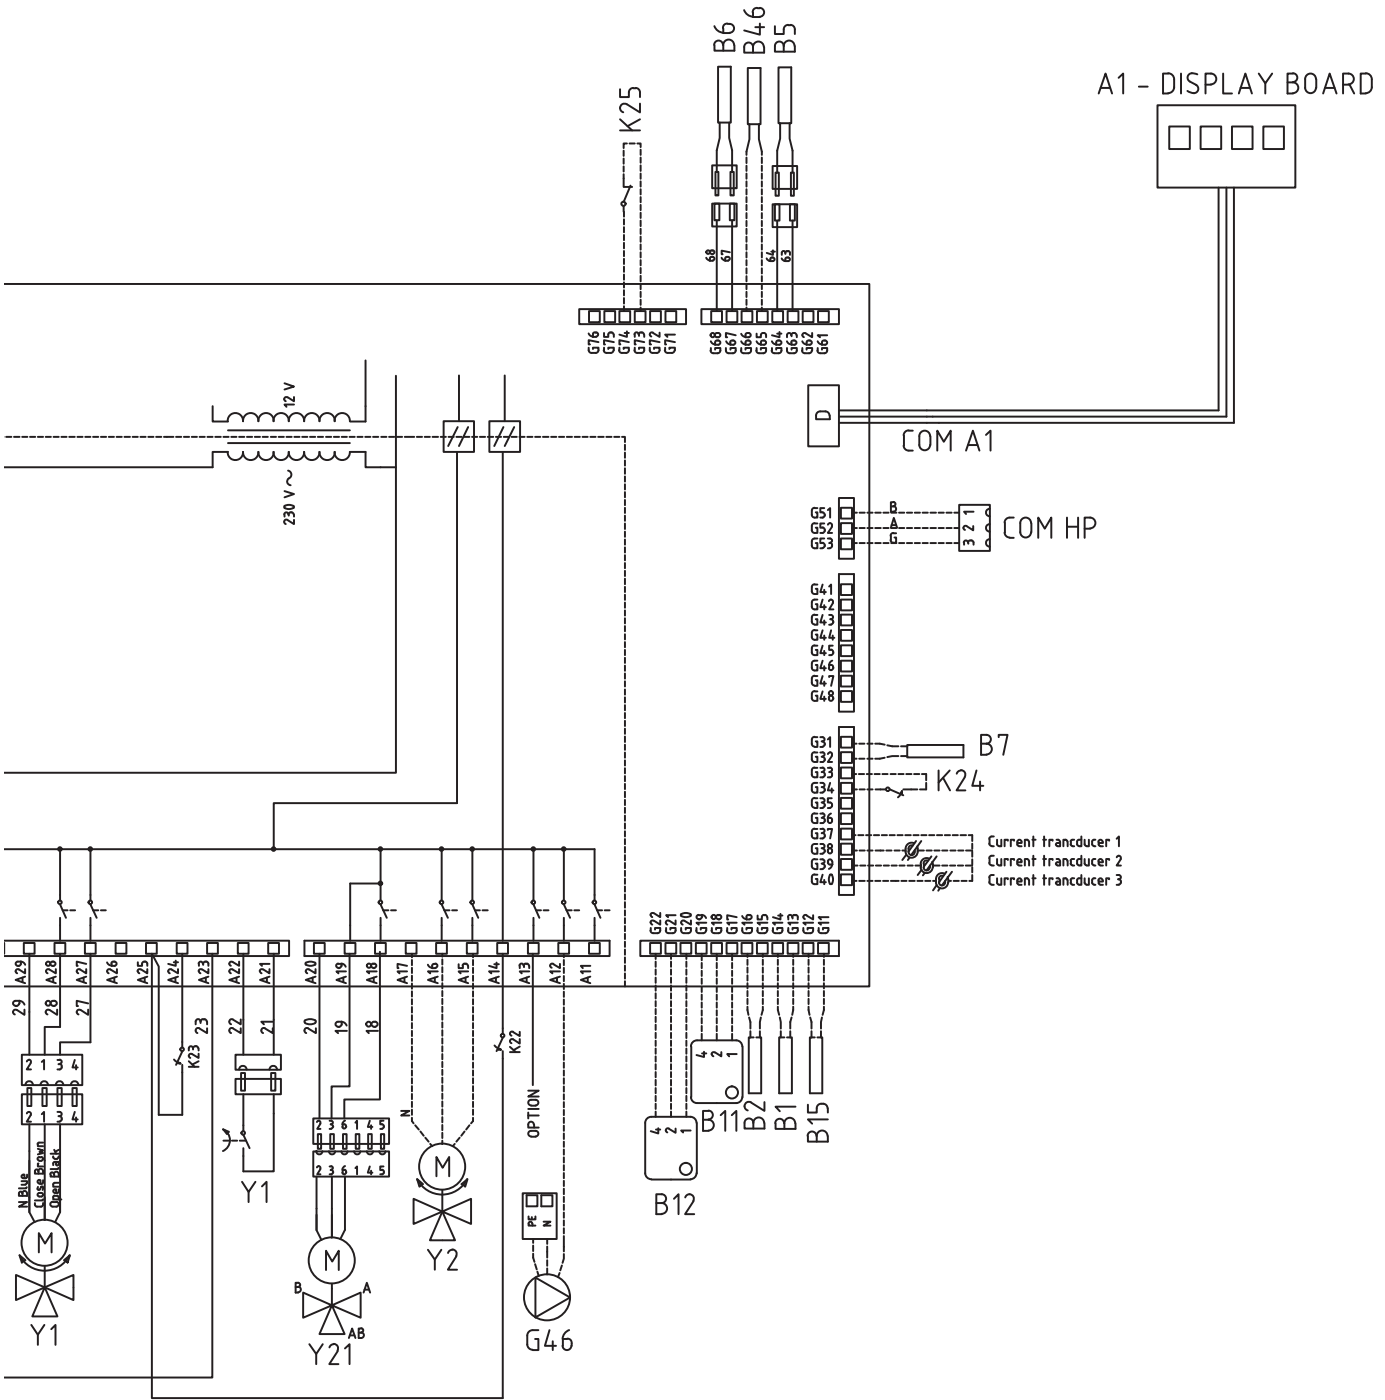 B6
B46
B5
K25
A1 - DISPLAY BOARD
68
67
64
63
G76
G75
G74
G73
G72
G71
G68
G67
G66
G65
G64
G63
G62
G61
12 V
230 V ~
D
COM A1
G51
G52
G53
B
A
G
1
2
3
COM HP
G41
G42
G43
G44
G45
G46
G47
G48
G31
G32
G33
G34
G35
G36
G37
G38
G39
G40
B7
K24
Current trancducer 1
Current trancducer 2
Current trancducer 3
G22
G21
G20
G19
G18
G17
G16
G15
G14
G13
G12
G11
A29
A28
A27
A26
A25
A24
A23
A22
A21
A20
A19
A18
A17
A16
A15
A14
A13
A12
A11
29
28
27
23
22
21
20
19
18
K23
K22
2 1 3 4
2 1 3 4
N Blue
Close Brown
Open Black
M
Y1
Y1
2 3 6 1 4 5
2 3 6 1 4 5
M
B
A
AB
Y21
N
M
Y2
OPTION
PE
N
G46
4 2 1
B11
B2
B1
B15
4 2 1
B12